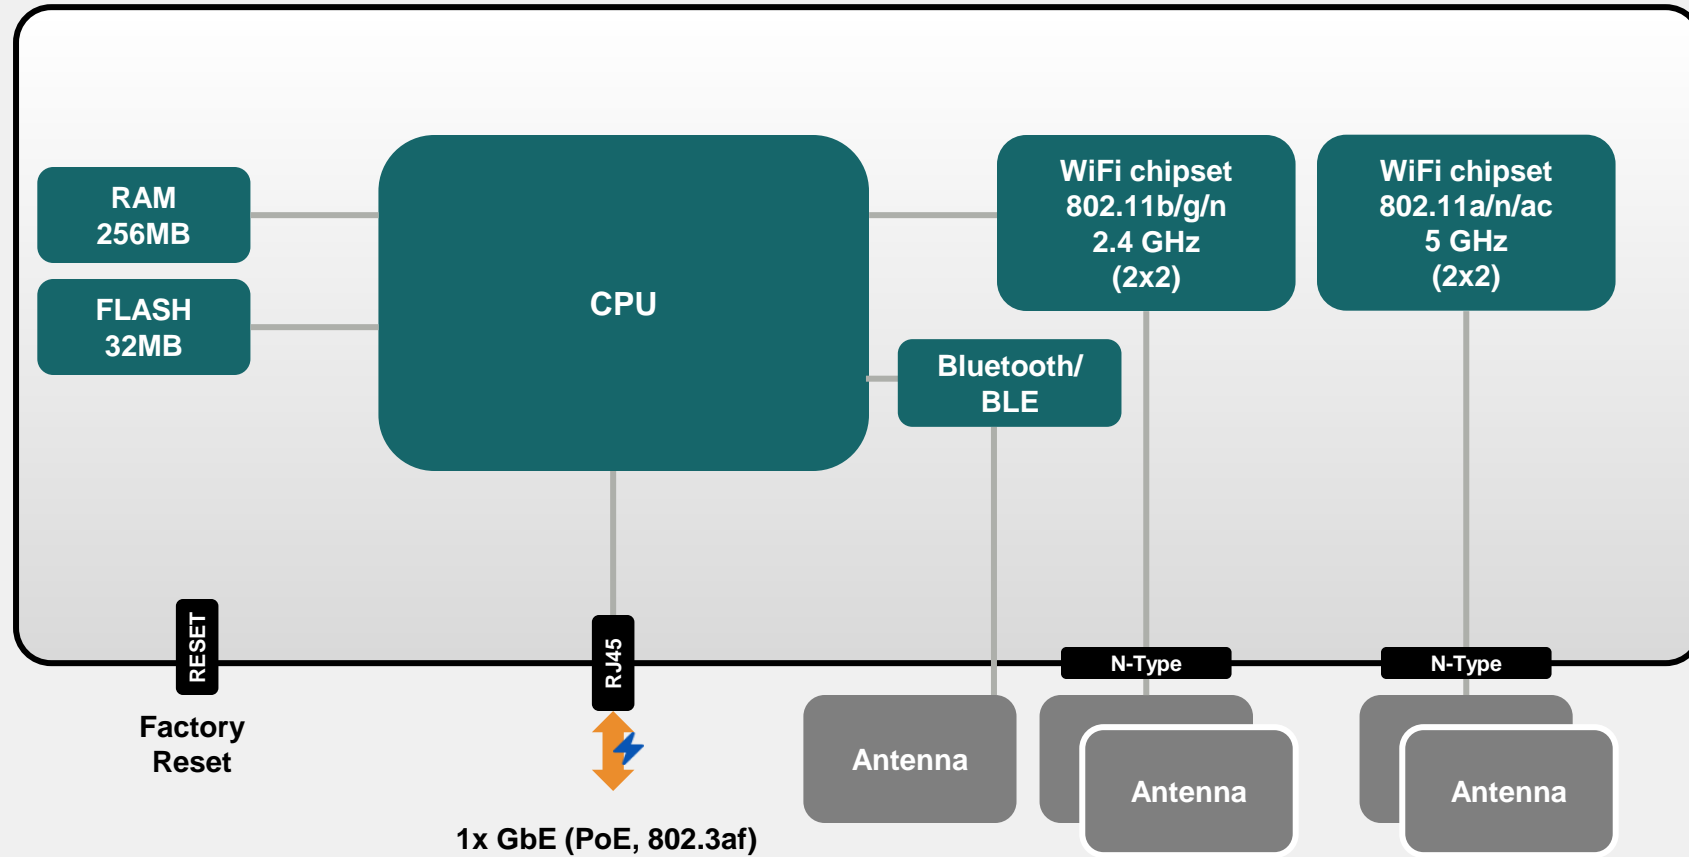 RAM
256MB
FLASH
32MB
CPU
WiFi chipset
802.11b/g/n
2.4 GHz
(2x2)
WiFi chipset
802.11a/n/ac
5 GHz
(2x2)
Bluetooth/
BLE
RESET
RJ45
N-Type
N-Type
Factory
Reset
Antenna
Antenna
Antenna
1x GbE (PoE, 802.3af)